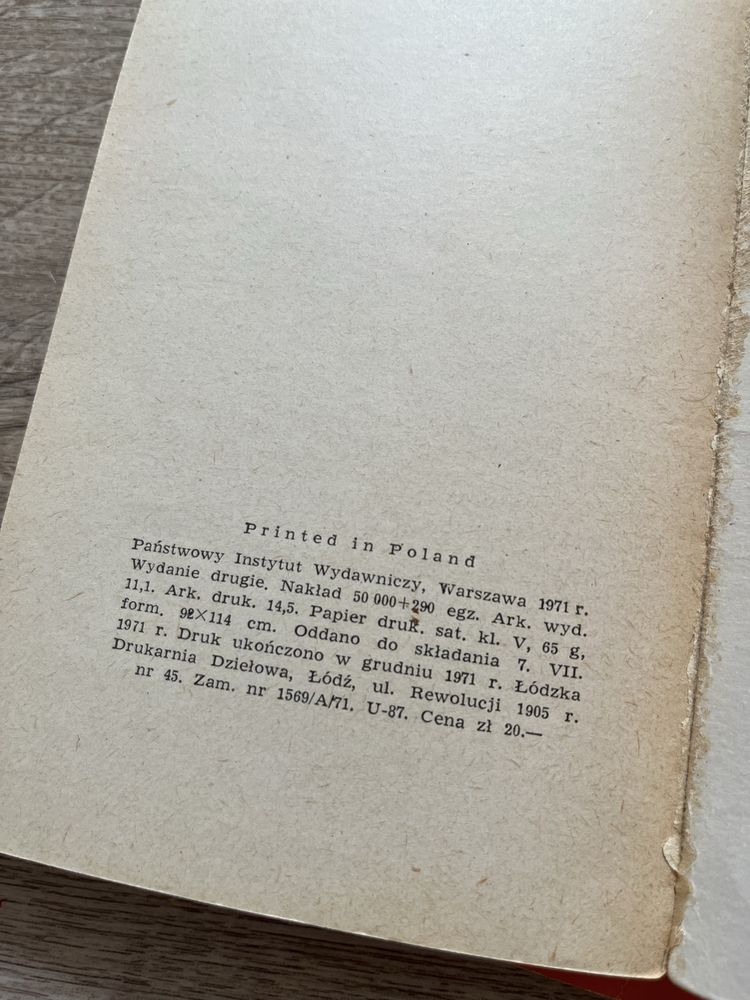 Printed in Poland
Państwowy Instytut Wydawniczy, Warszawa 1971 r.
Wydanie drugie. Nakład 50 000+290 egz. Ark. wyd.
11,1. Ark. druk. 14,5. Papier druk. sat. kl. V, 65 g,
form. 92×114 cm. Oddano do składania 7. VII.
1971 r. Druk ukończono w grudniu 1971 r. Łódzka
Drukarnia Dziełowa, Łódź, ul. Rewolucji 1905 r.
nr 45. Zam. nr 1569/A/71. U-87. Cena zł 20.—